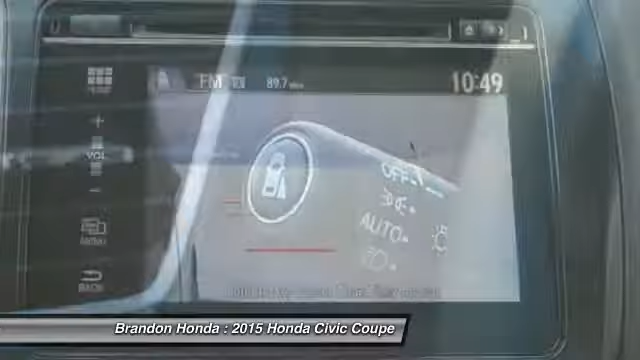 FM
89.7
10:49
+
VOL
-
MENU
BACK
OFF
AUTO
Brandon Honda : 2015 Honda Civic Coupe